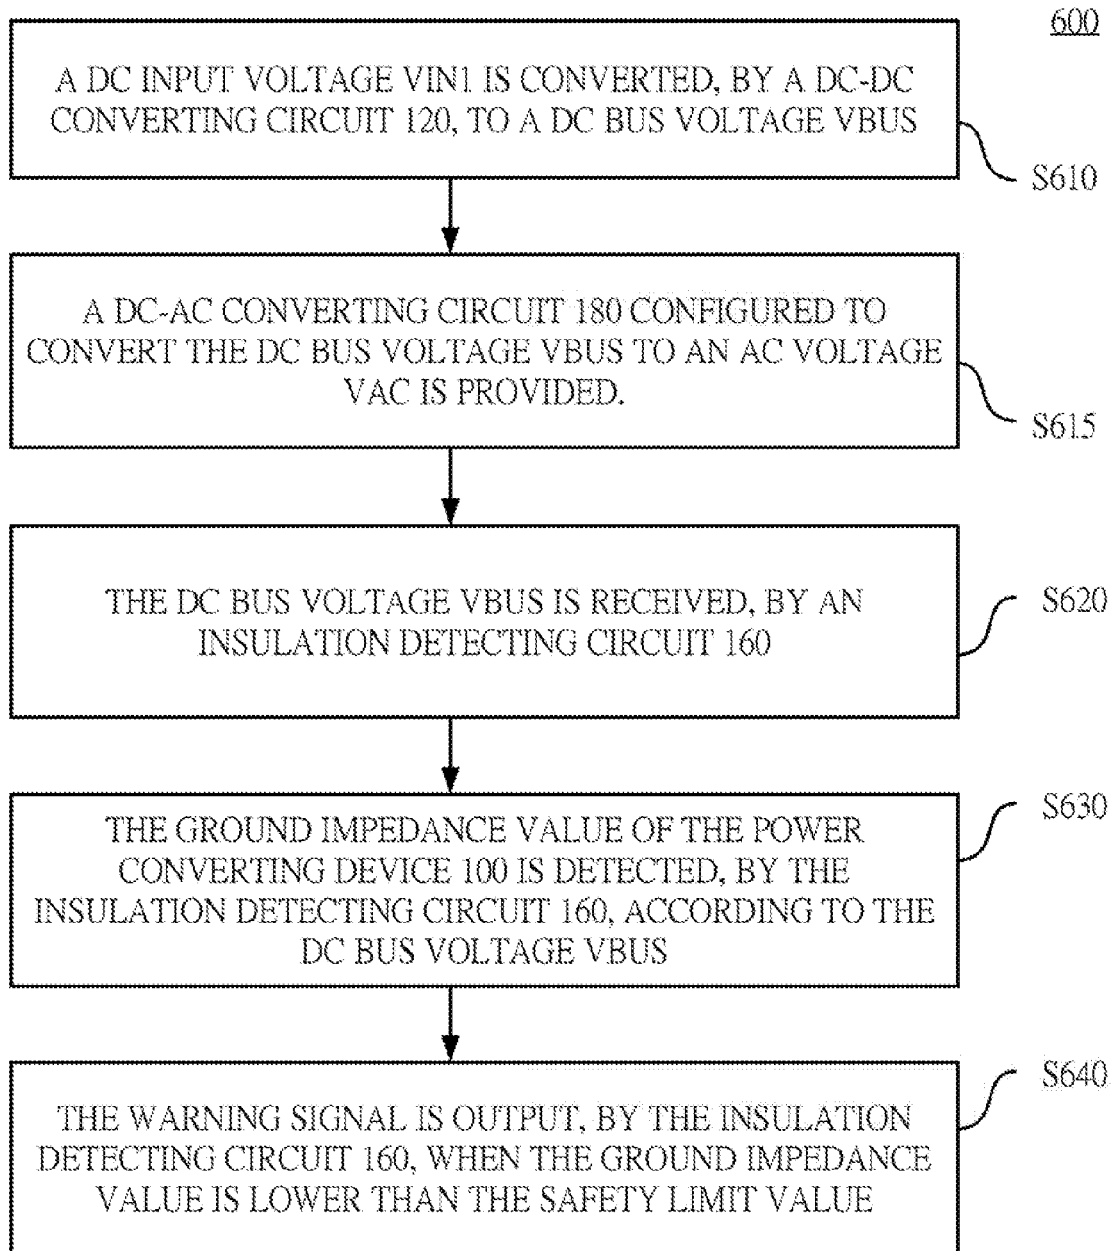 600
A DC INPUT VOLTAGE VIN1 IS CONVERTED, BY A DC-DC
CONVERTING CIRCUIT 120, TO A DC BUS VOLTAGE VBUS
S610
A DC-AC CONVERTING CIRCUIT 180 CONFIGURED TO
CONVERT THE DC BUS VOLTAGE VBUS TO AN AC VOLTAGE
VAC IS PROVIDED.
S615
THE DC BUS VOLTAGE VBUS IS RECEIVED, BY AN
INSULATION DETECTING CIRCUIT 160
S620
THE GROUND IMPEDANCE VALUE OF THE POWER
CONVERTING DEVICE 100 IS DETECTED, BY THE
INSULATION DETECTING CIRCUIT 160, ACCORDING TO THE
DC BUS VOLTAGE VBUS
S630
THE WARNING SIGNAL IS OUTPUT, BY THE INSULATION
DETECTING CIRCUIT 160, WHEN THE GROUND IMPEDANCE
VALUE IS LOWER THAN THE SAFETY LIMIT VALUE
S640